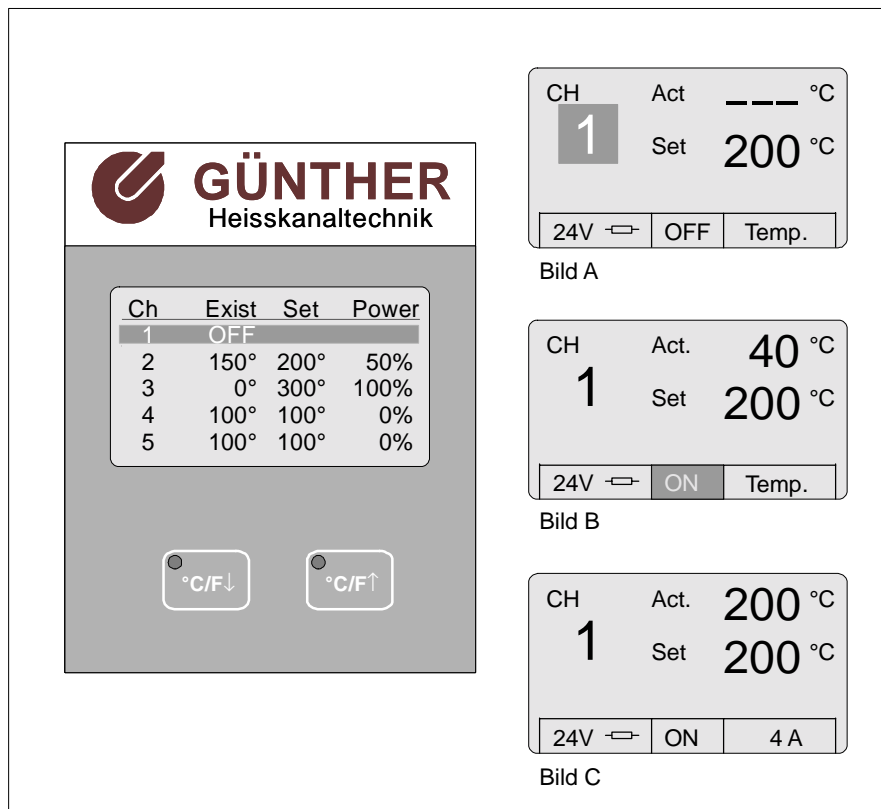 GÜNTHER
Heisskanaltechnik
Ch Exist Set Power
1 OFF
2 150° 200° 50%
3 0° 300° 100%
4 100° 100° 0%
5 100° 100° 0%
°C/F↓ °C/F↑
CH Act ___ °C
1 Set 200 °C
24V OFF Temp.
Bild A
CH Act. 40 °C
1 Set 200 °C
24V ON Temp.
Bild B
CH Act. 200 °C
1 Set 200 °C
24V ON 4 A
Bild C